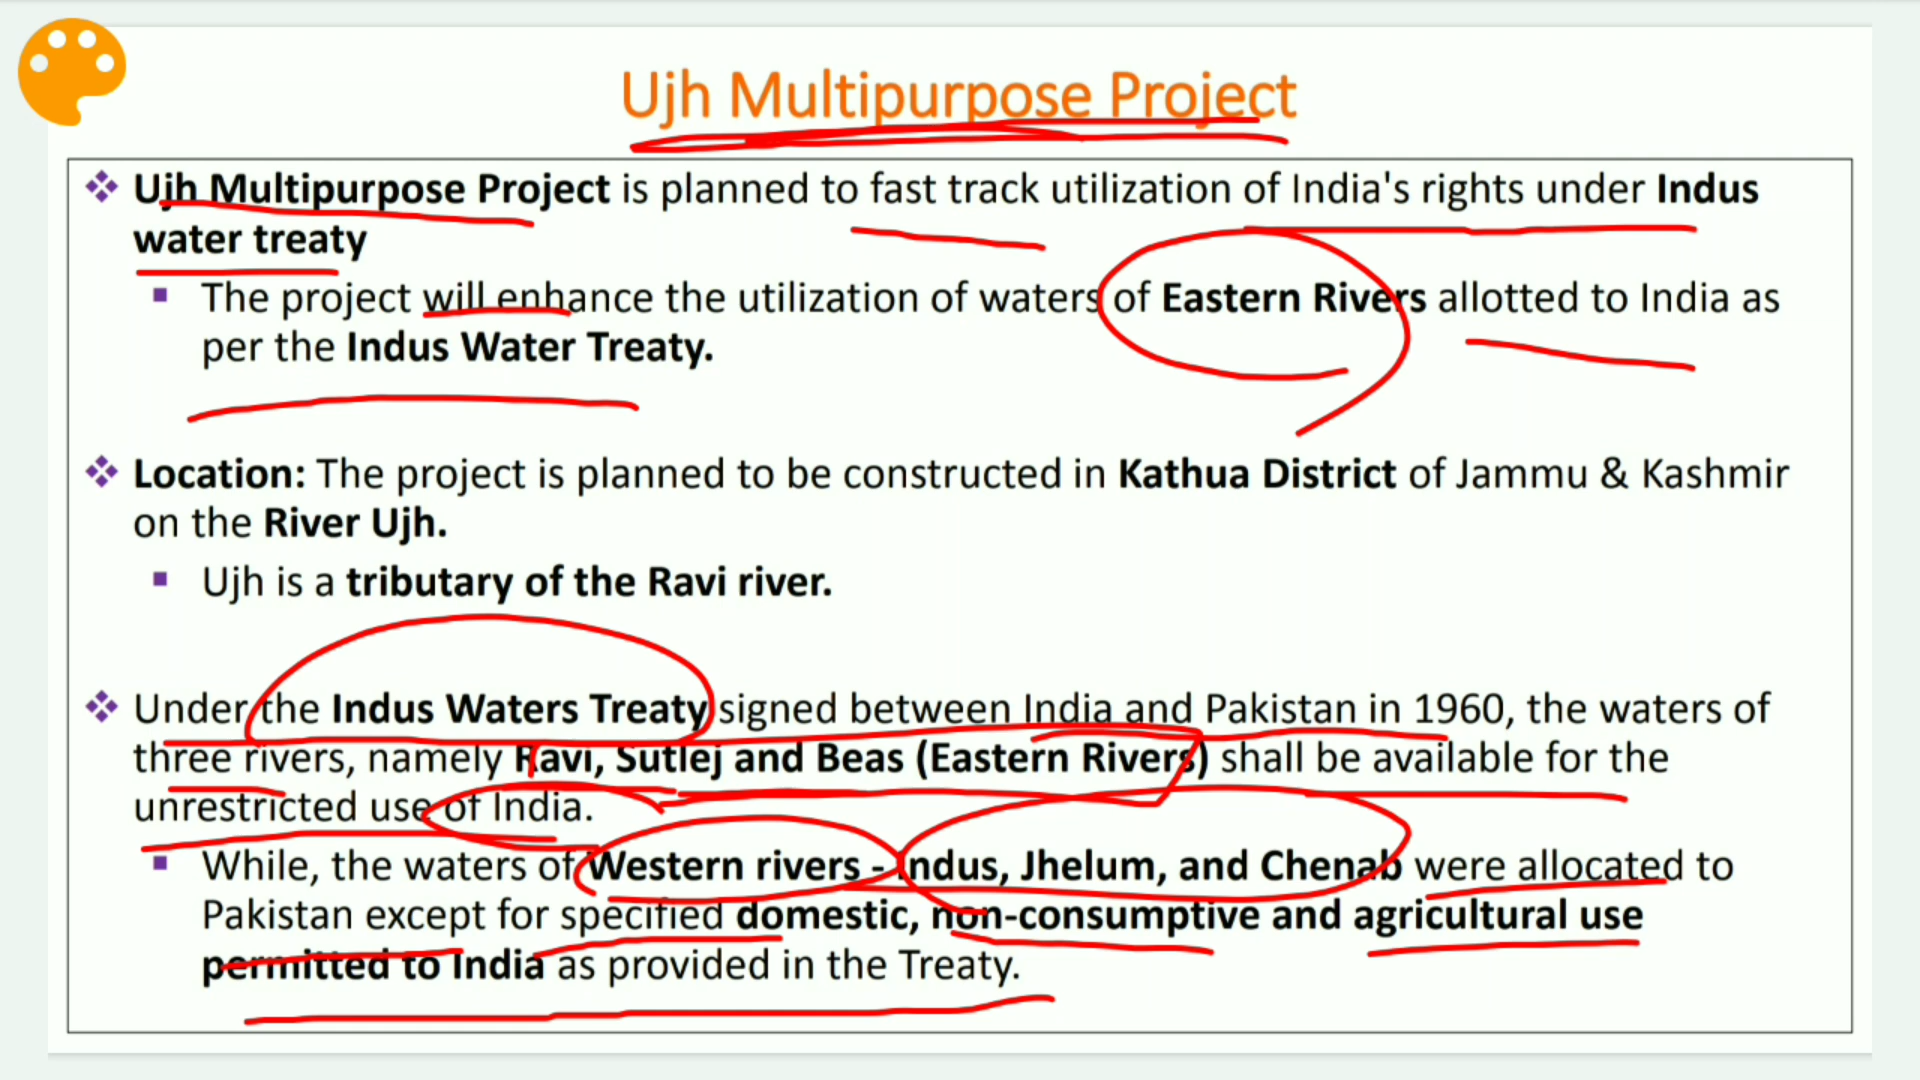 Ujh Multipurpose Project
Ujh Multipurpose Project is planned to fast track utilization of India's rights under Indus
water treaty
The project will enhance the utilization of waters of Eastern Rivers allotted to India as
per the Indus Water Treaty.
Location: The project is planned to be constructed in Kathua District of Jammu & Kashmir
on the River Ujh.
Ujh is a tributary of the Ravi river.
Under the Indus Waters Treaty signed between India and Pakistan in 1960, the waters of
three rivers, namely Ravi, Sutlej and Beas (Eastern Rivers) shall be available for the
unrestricted use of India.
While, the waters of Western rivers - Indus, Jhelum, and Chenab were allocated to
Pakistan except for specified domestic, non-consumptive and agricultural use
permitted to India as provided in the Treaty.